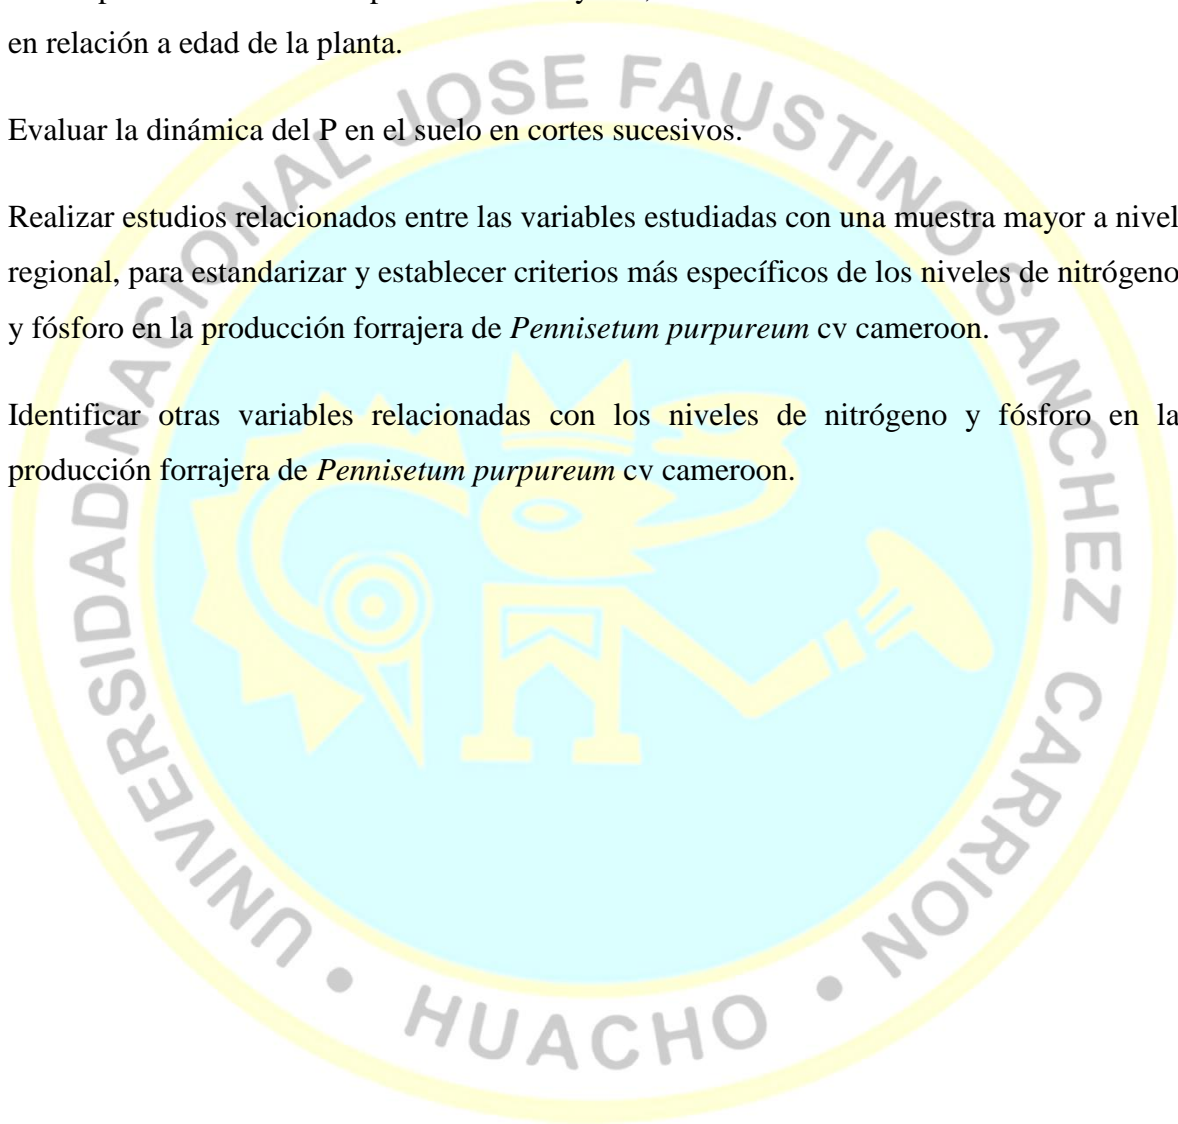 en relación a edad de la planta.
Evaluar la dinámica del P en el suelo en cortes sucesivos.
Realizar estudios relacionados entre las variables estudiadas con una muestra mayor a nivel
regional, para estandarizar y establecer criterios más específicos de los niveles de nitrógeno
y fósforo en la producción forrajera de Pennisetum purpureum cv cameroon.
Identificar otras variables relacionadas con los niveles de nitrógeno y fósforo en la
producción forrajera de Pennisetum purpureum cv cameroon.
UNIVERSIDAD NACIONAL JOSE FAUSTINO SANCHEZ CARRION
• HUACHO •